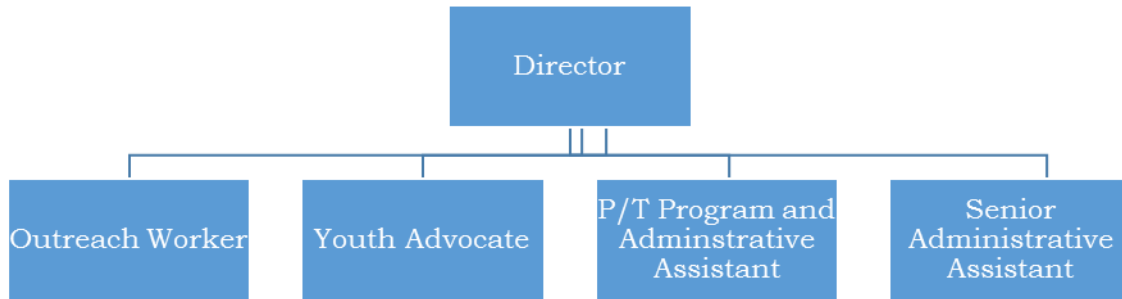 Director
Outreach Worker
Youth Advocate
P/T Program and
Adminstrative
Assistant
Senior
Administrative
Assistant